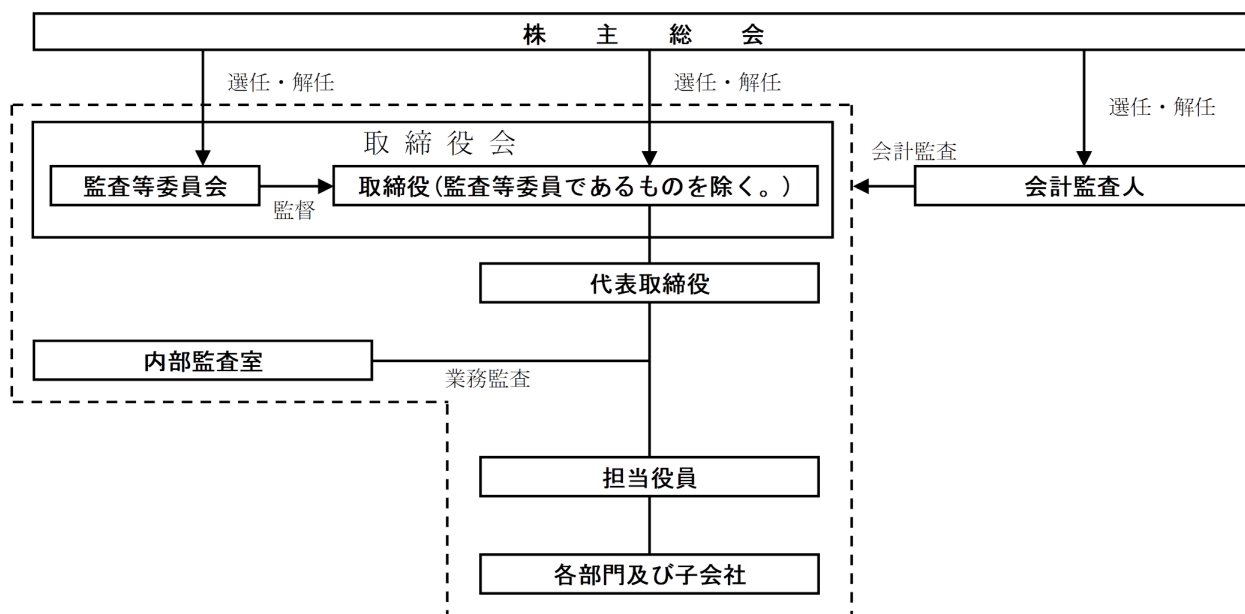 株主総会
選任・解任
選任・解任
選任・解任
取締役会
会計監査
監査等委員会
取締役(監査等委員であるものを除く。)
会計監査人
監督
代表取締役
内部監査室
業務監査
担当役員
各部門及び子会社